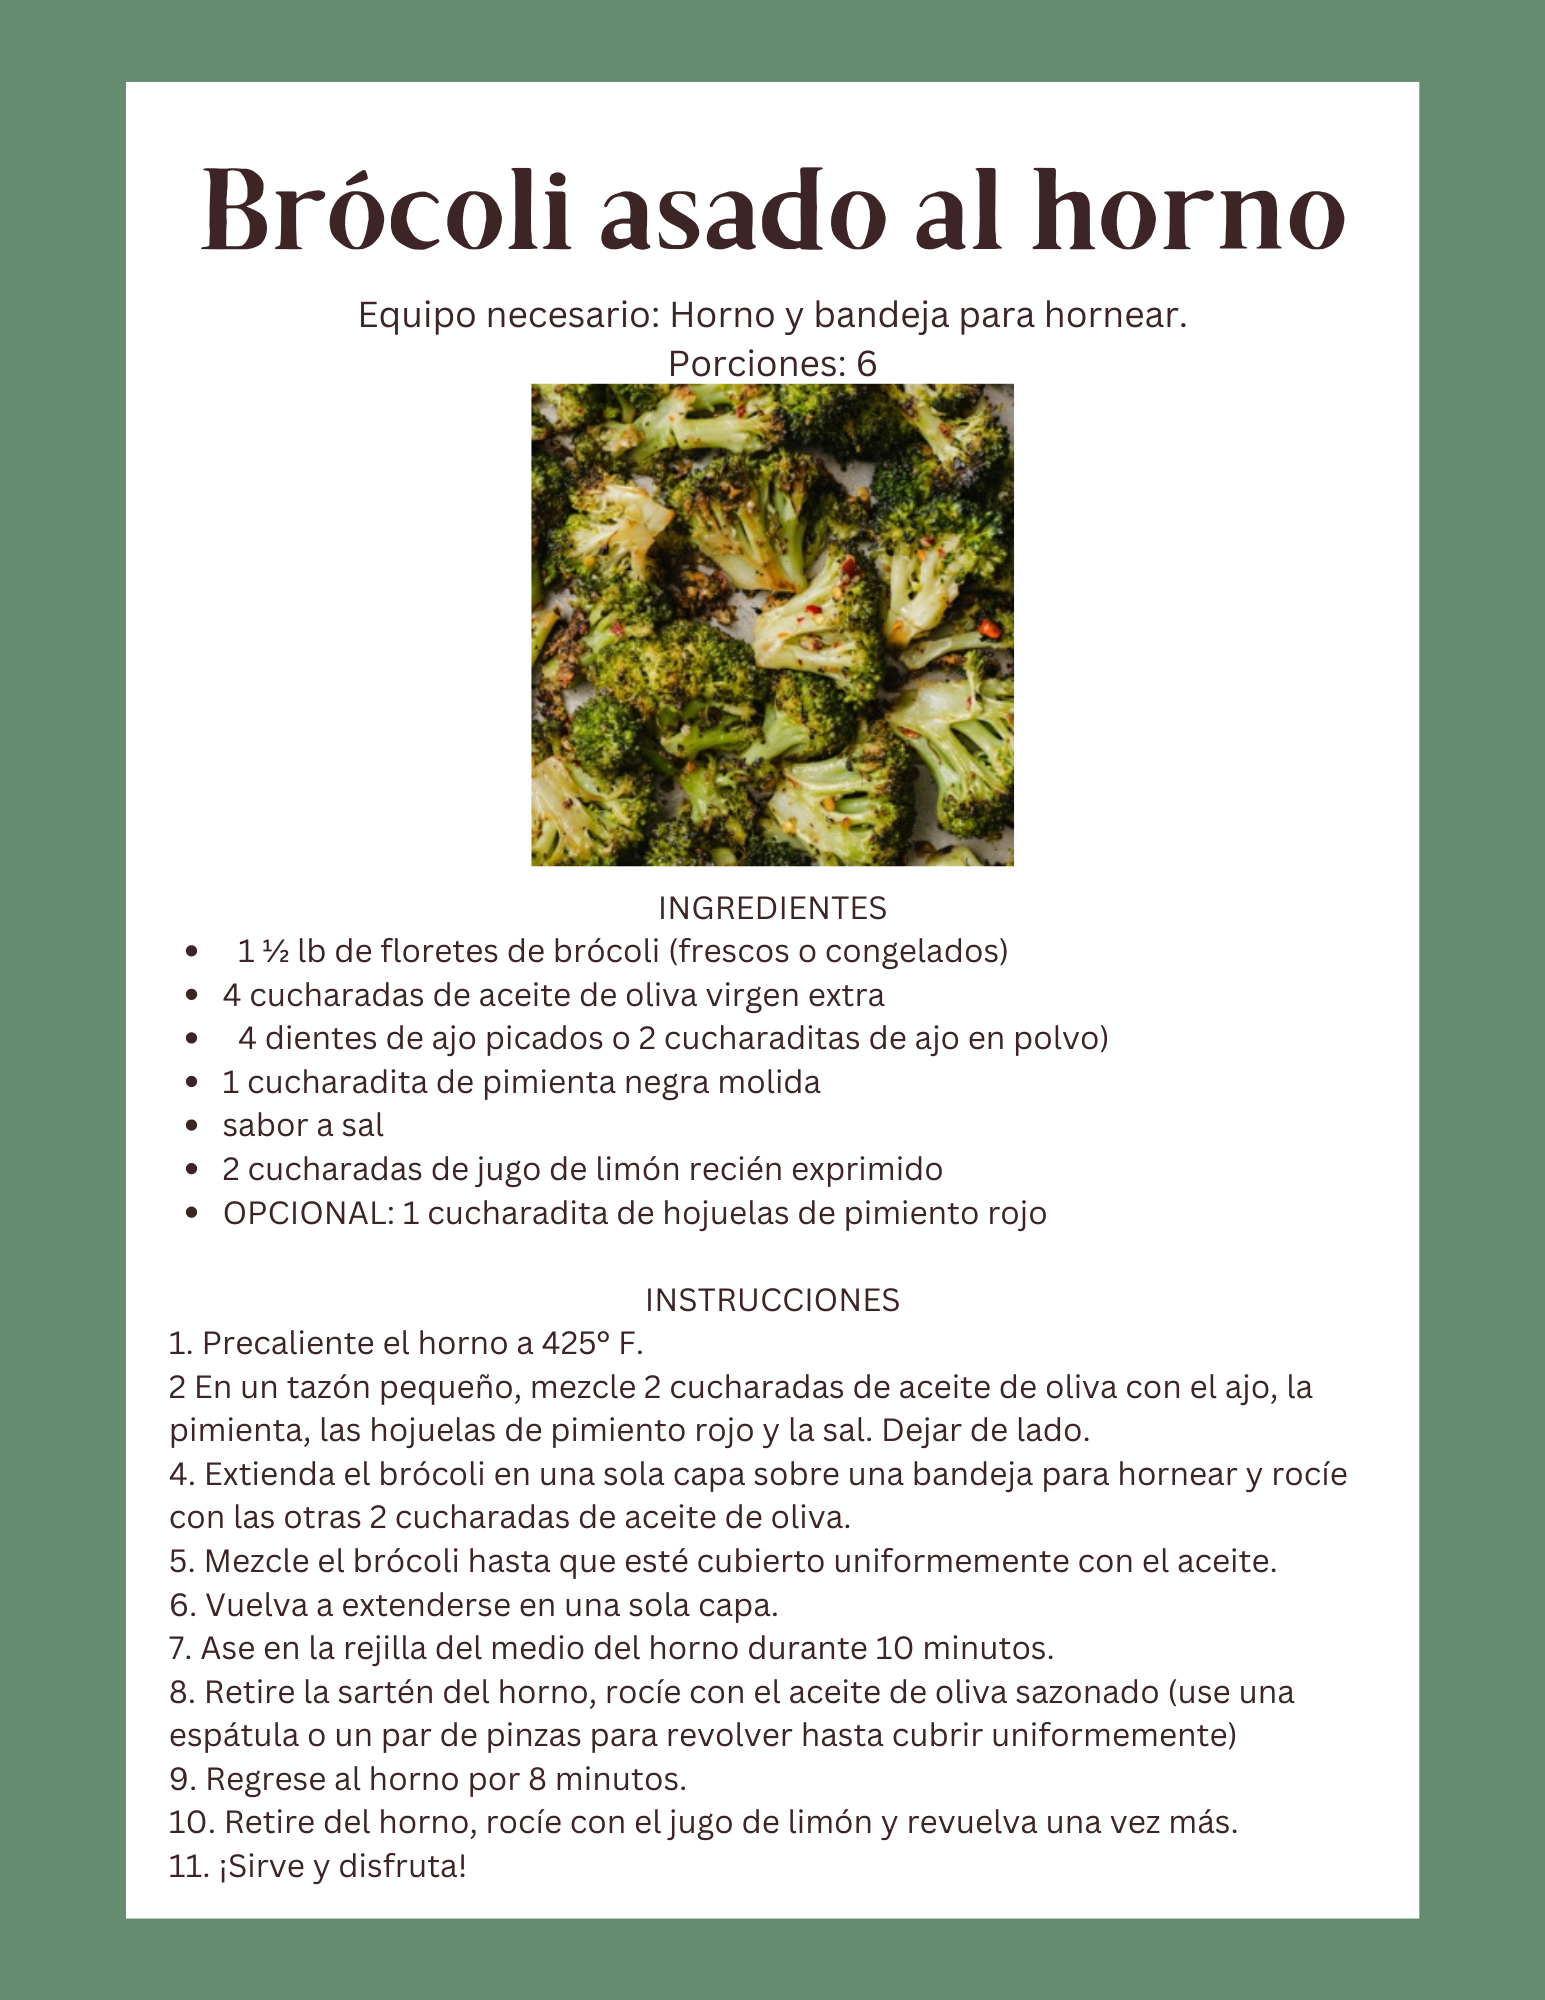 Brócoli asado al horno
Equipo necesario: Horno y bandeja para hornear.
Porciones: 6
INGREDIENTES
• 1 ½ lb de floretes de brócoli (frescos o congelados)
• 4 cucharadas de aceite de oliva virgen extra
• 4 dientes de ajo picados o 2 cucharaditas de ajo en polvo)
• 1 cucharadita de pimienta negra molida
• sabor a sal
• 2 cucharadas de jugo de limón recién exprimido
• OPCIONAL: 1 cucharadita de hojuelas de pimiento rojo
INSTRUCCIONES
1. Precaliente el horno a 425° F.
2 En un tazón pequeño, mezcle 2 cucharadas de aceite de oliva con el ajo, la
pimienta, las hojuelas de pimiento rojo y la sal. Dejar de lado.
4. Extienda el brócoli en una sola capa sobre una bandeja para hornear y rocíe
con las otras 2 cucharadas de aceite de oliva.
5. Mezcle el brócoli hasta que esté cubierto uniformemente con el aceite.
6. Vuelva a extenderse en una sola capa.
7. Ase en la rejilla del medio del horno durante 10 minutos.
8. Retire la sartén del horno, rocíe con el aceite de oliva sazonado (use una
espátula o un par de pinzas para revolver hasta cubrir uniformemente)
9. Regrese al horno por 8 minutos.
10. Retire del horno, rocíe con el jugo de limón y revuelva una vez más.
11. ¡Sirve y disfruta!